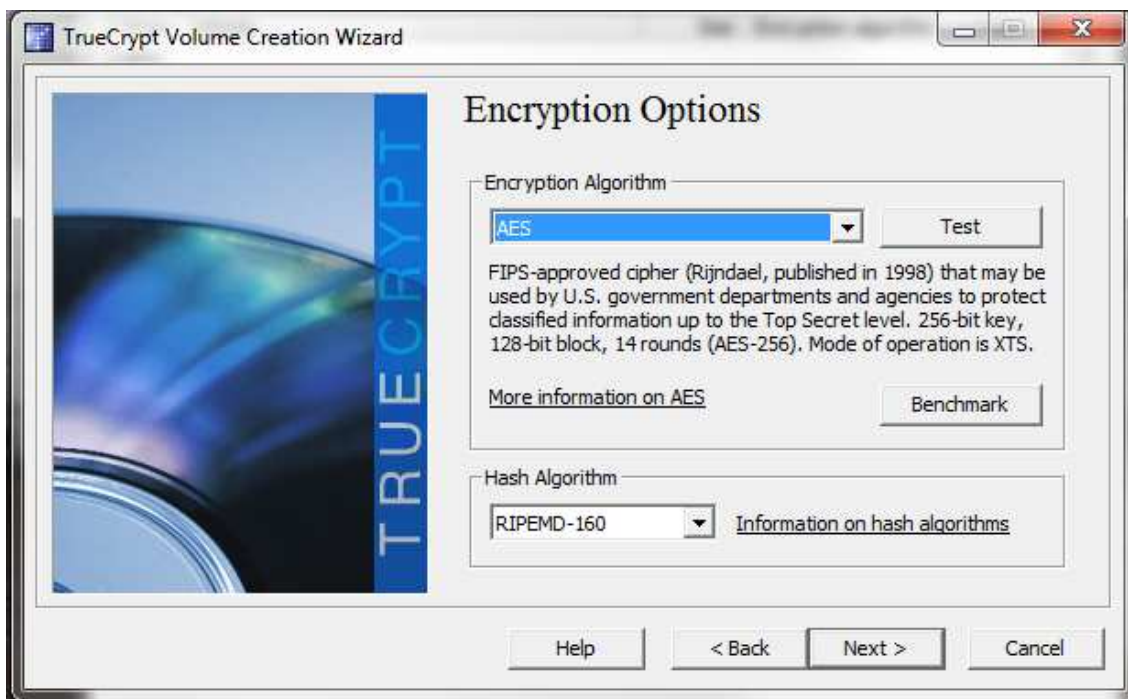 TrueCrypt Volume Creation Wizard
TRUECRYPT
Encryption Options
Encryption Algorithm
AES
Test
FIPS-approved cipher (Rijndael, published in 1998) that may be
used by U.S. government departments and agencies to protect
classified information up to the Top Secret level. 256-bit key,
128-bit block, 14 rounds (AES-256). Mode of operation is XTS.
More information on AES
Benchmark
Hash Algorithm
RIPEMD-160
Information on hash algorithms
Help
< Back
Next >
Cancel